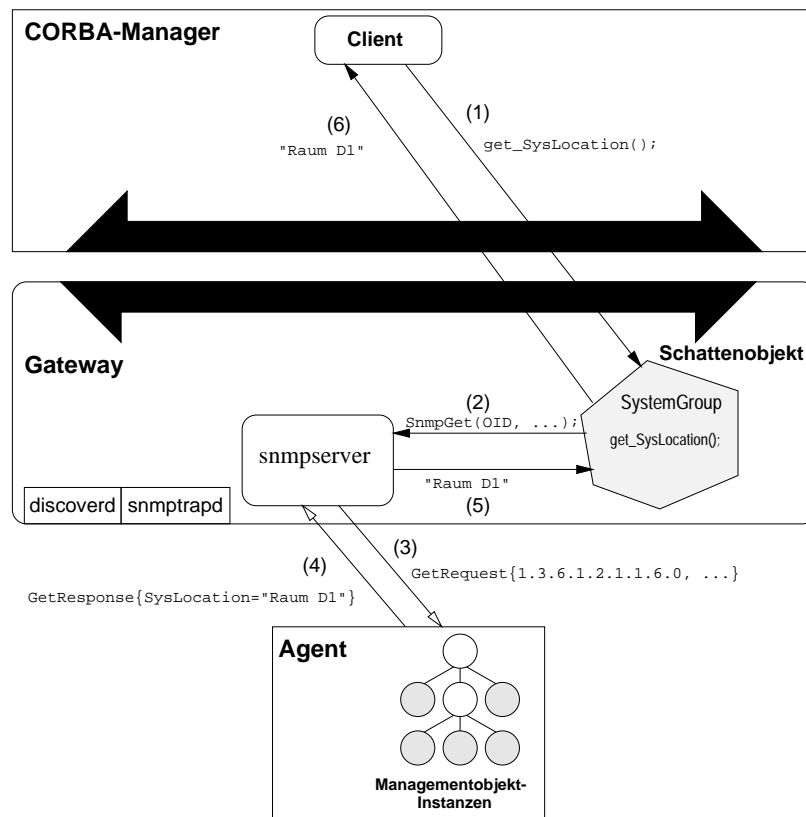 CORBA-Manager
Client
(1)
(6)
"Raum D1"
get_SysLocation();
Schattenobjekt
Gateway
SystemGroup
(2)
SnmpGet(OID, ...);
get_SysLocation();
snmpserver
"Raum D1"
(5)
discoverd
snmptrapd
(3)
(4)
GetRequest{1.3.6.1.2.1.1.6.0, ...}
GetResponse{SysLocation="Raum D1"}
Agent
Managementobjekt-
Instanzen